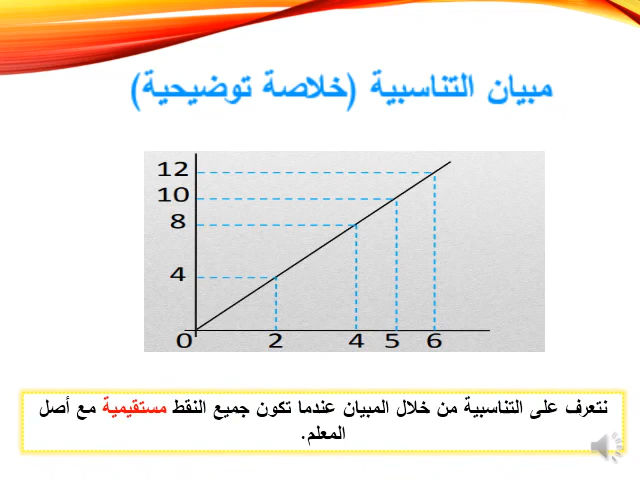 مبيان التناسبية (خلاصة توضيحية)
12
10
8
4
0 2 4 5 6
نتعرف على التناسبية من خلال المبيان عندما تكون جميع النقط مستقيمية مع أصل
المعلم.